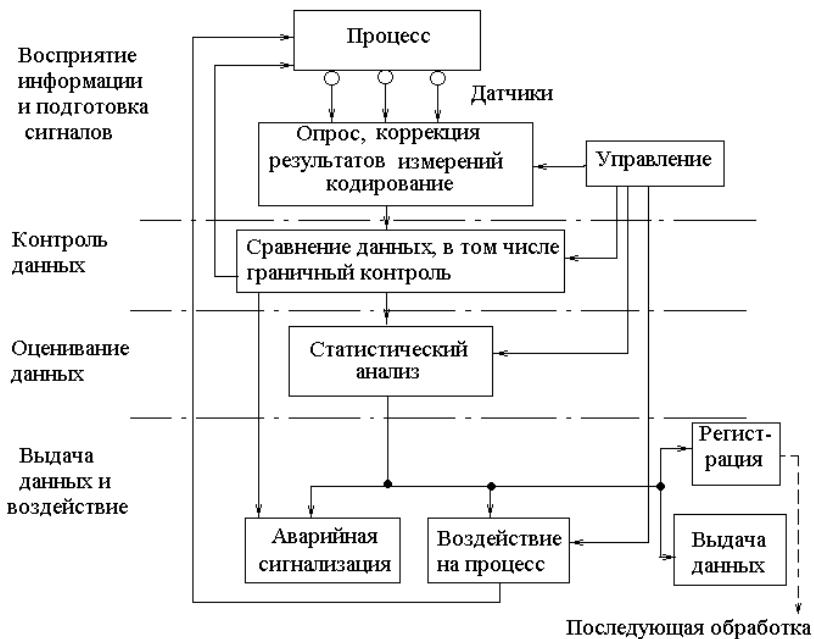 Процесс
Восприятие
информации
и подготовка
сигналов
Датчики
Опрос, коррекция
результатов измерений
кодирование
Управление
Контроль
данных
Сравнение данных, в том числе
граничный контроль
Оценивание
данных
Статистический
анализ
Выдача
данных и
воздействие
Регист-
рация
Аварийная
сигнализация
Воздействие
на процесс
Выдача
данных
Последующая обработка